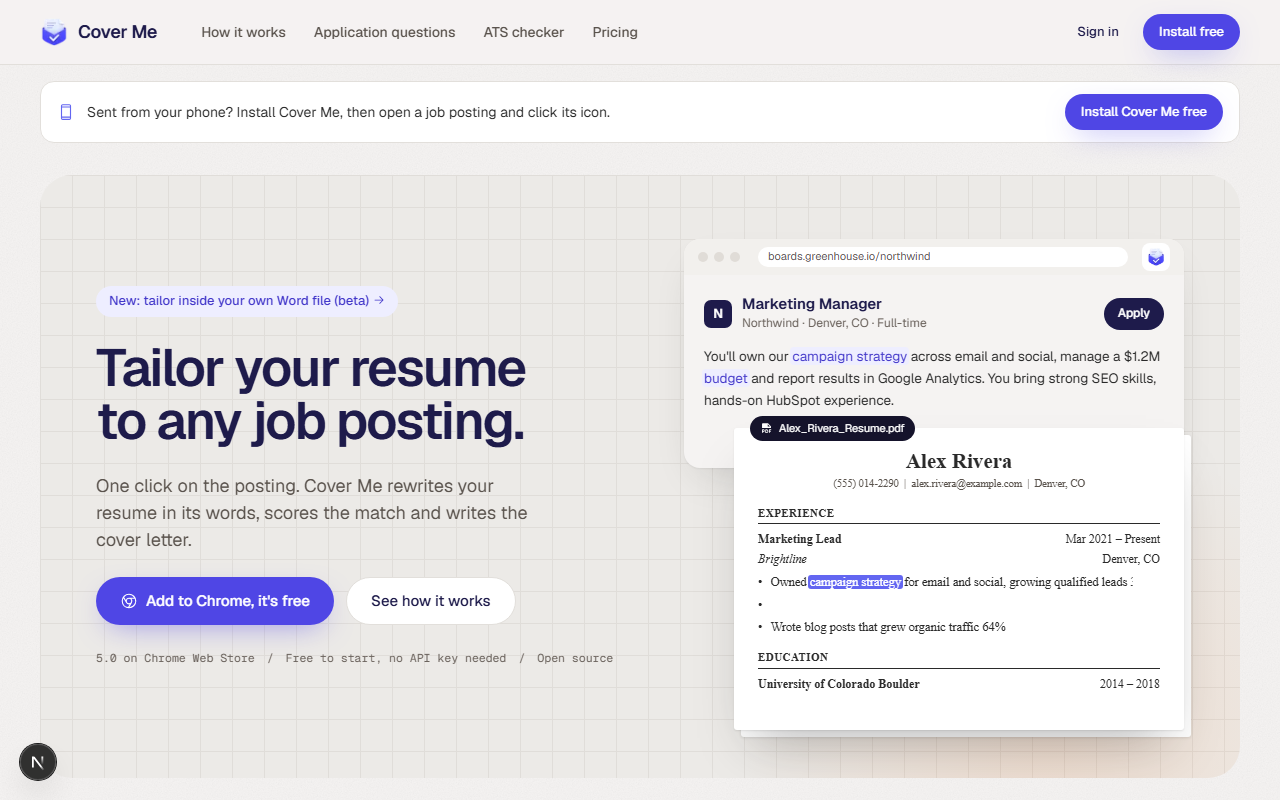 Cover Me
How it works
Application questions
ATS checker
Pricing
Sign in
Install free
Sent from your phone? Install Cover Me, then open a job posting and click its icon.
Install Cover Me free
New: tailor inside your own Word file (beta) →
Tailor your resume
to any job posting.
One click on the posting. Cover Me rewrites your
resume in its words, scores the match and writes the
cover letter.
Add to Chrome, it's free
See how it works
5.0 on Chrome Web Store / Free to start, no API key needed / Open source
boards.greenhouse.io/northwind
N
Marketing Manager
Northwind · Denver, CO · Full-time
Apply
You'll own our campaign strategy across email and social, manage a $1.2M
budget and report results in Google Analytics. You bring strong SEO skills,
hands-on HubSpot experience.
Alex_Rivera_Resume.pdf
Alex Rivera
(555) 014-2290 | alex.rivera@example.com | Denver, CO
EXPERIENCE
Marketing Lead
Mar 2021 – Present
Brightline
Denver, CO
• Owned campaign strategy for email and social, growing qualified leads
•
• Wrote blog posts that grew organic traffic 64%
EDUCATION
University of Colorado Boulder
2014 – 2018
N